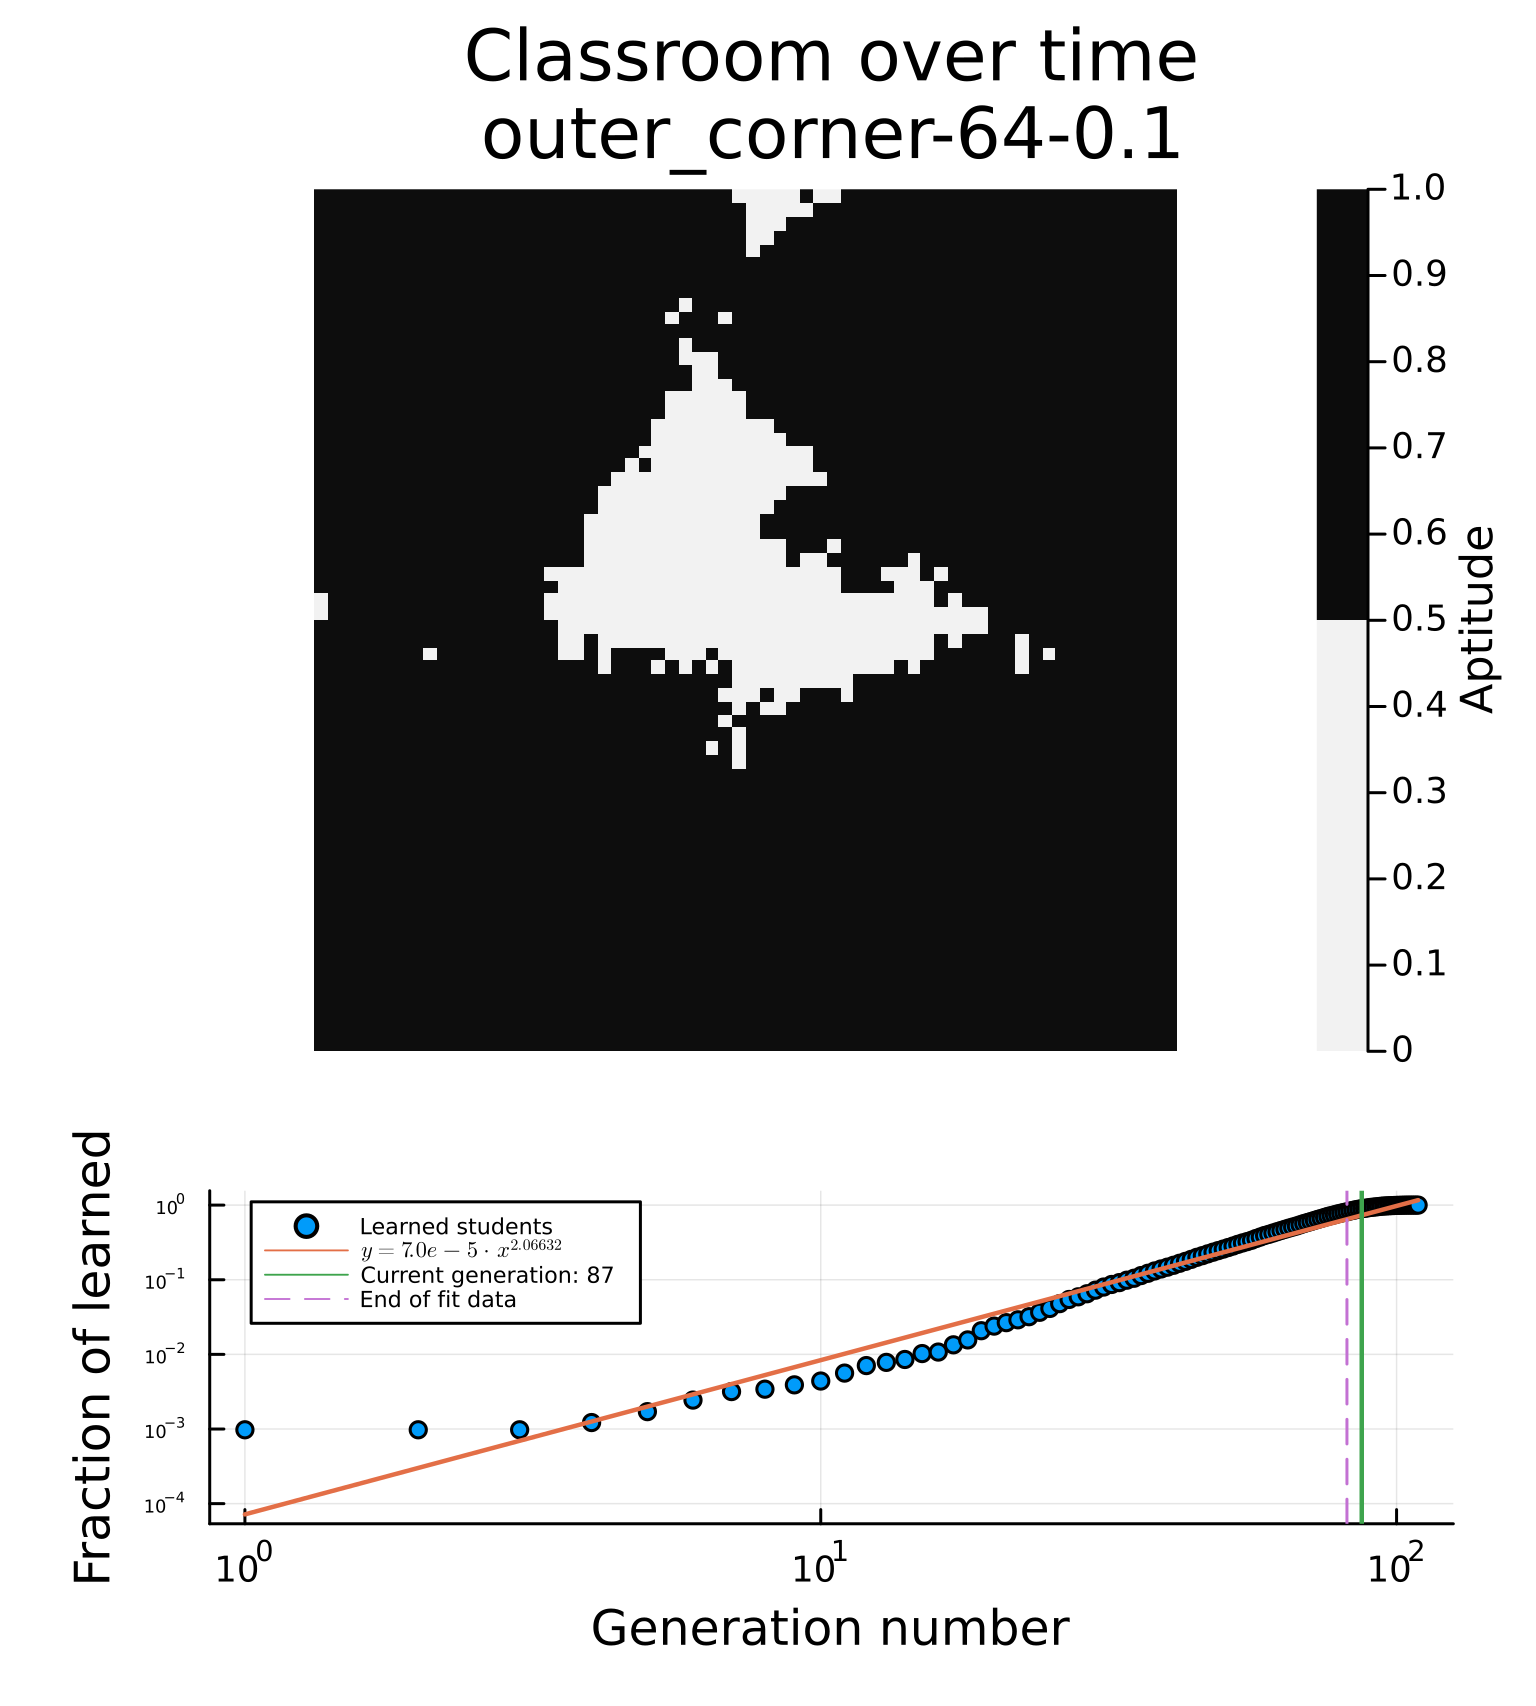 Classroom over time
outer_corner-64-0.1
1.0
0.9
0.8
0.7
0.6
0.5
0.4
0.3
0.2
0.1
0
Aptitude
Fraction of learned
10^0
10^-1
10^-2
10^-3
10^-4
Learned students
y = 7.0e − 5 · x^2.06632
Current generation: 87
End of fit data
10^0 10^1 10^2
Generation number